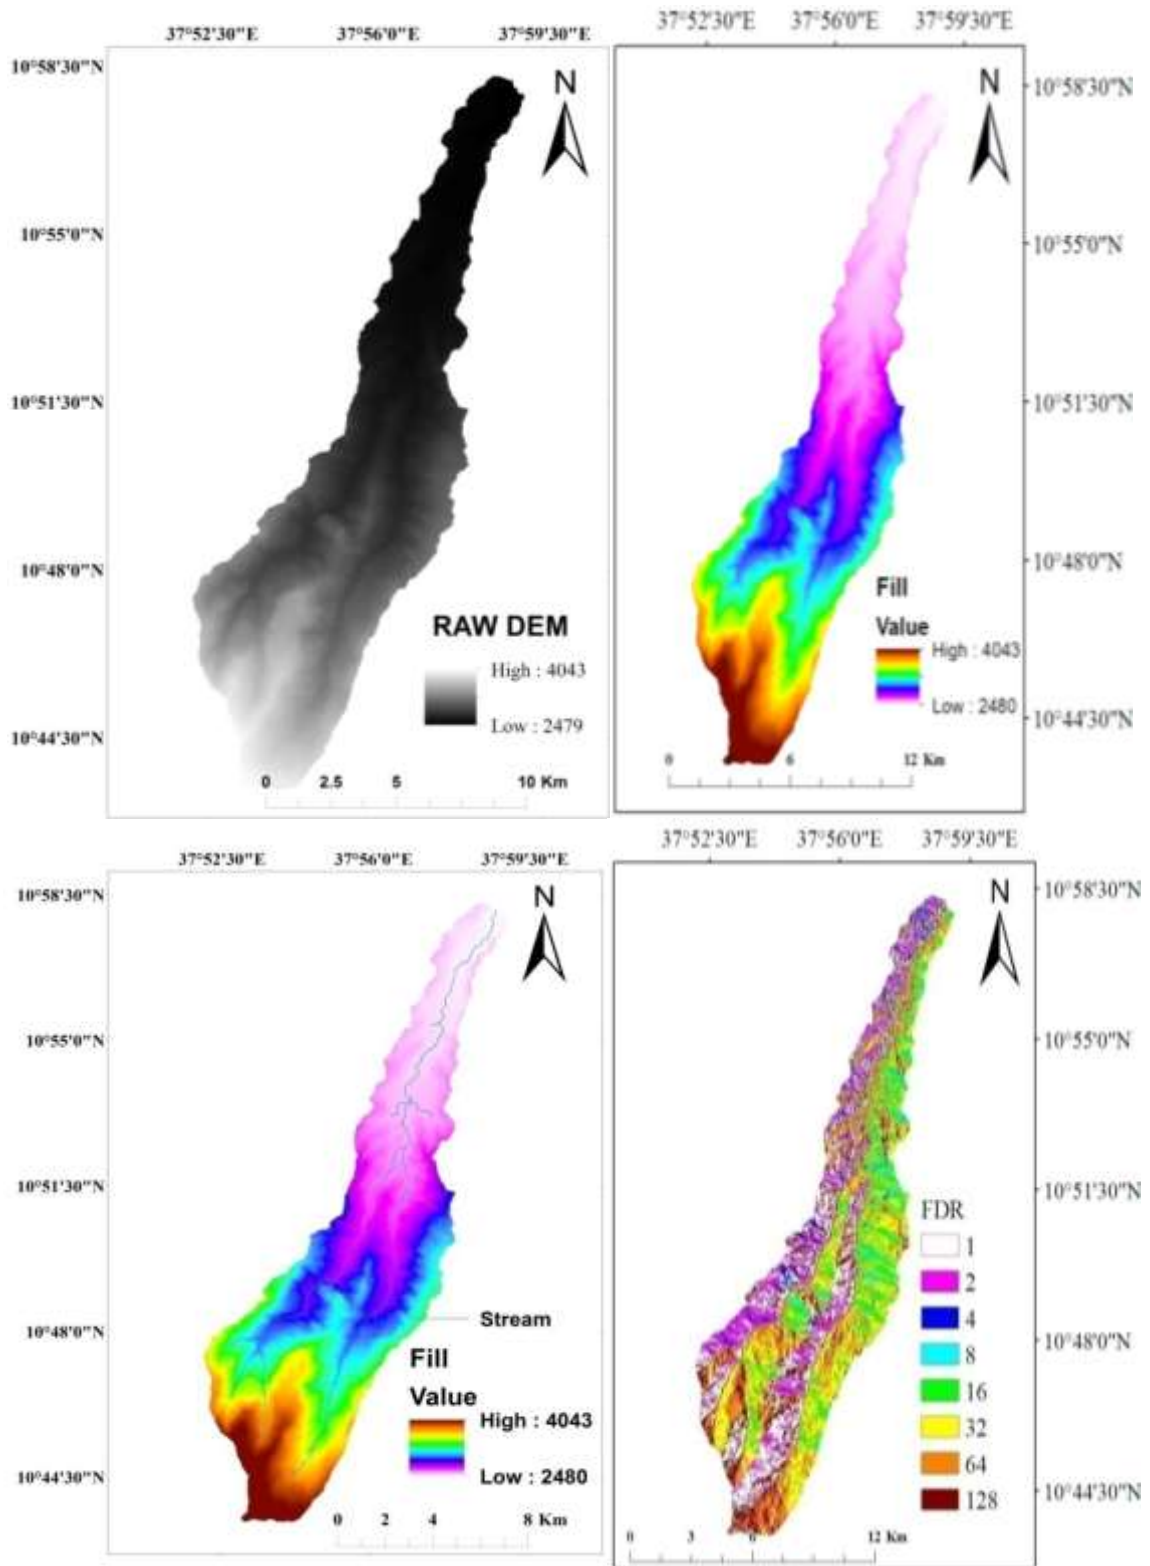 37°52'30"E 37°56'0"E 37°59'30"E
10°58'30"N
10°55'0"N
10°51'30"N
10°48'0"N
10°44'30"N
N
RAW DEM
High : 4043
Low : 2479
0 2.5 5 10 Km
37°52'30"E 37°56'0"E 37°59'30"E
N
10°58'30"N
10°55'0"N
10°51'30"N
10°48'0"N
10°44'30"N
Fill
Value
High : 4043
Low : 2480
0 3 6 12 Km
37°52'30"E 37°56'0"E 37°59'30"E
10°58'30"N
10°55'0"N
10°51'30"N
10°48'0"N
10°44'30"N
N
Stream
Fill
Value
High : 4043
Low : 2480
0 2 4 8 Km
37°52'30"E 37°56'0"E 37°59'30"E
N
10°58'30"N
10°55'0"N
10°51'30"N
10°48'0"N
10°44'30"N
FDR
1
2
4
8
16
32
64
128
0 3 6 12 Km